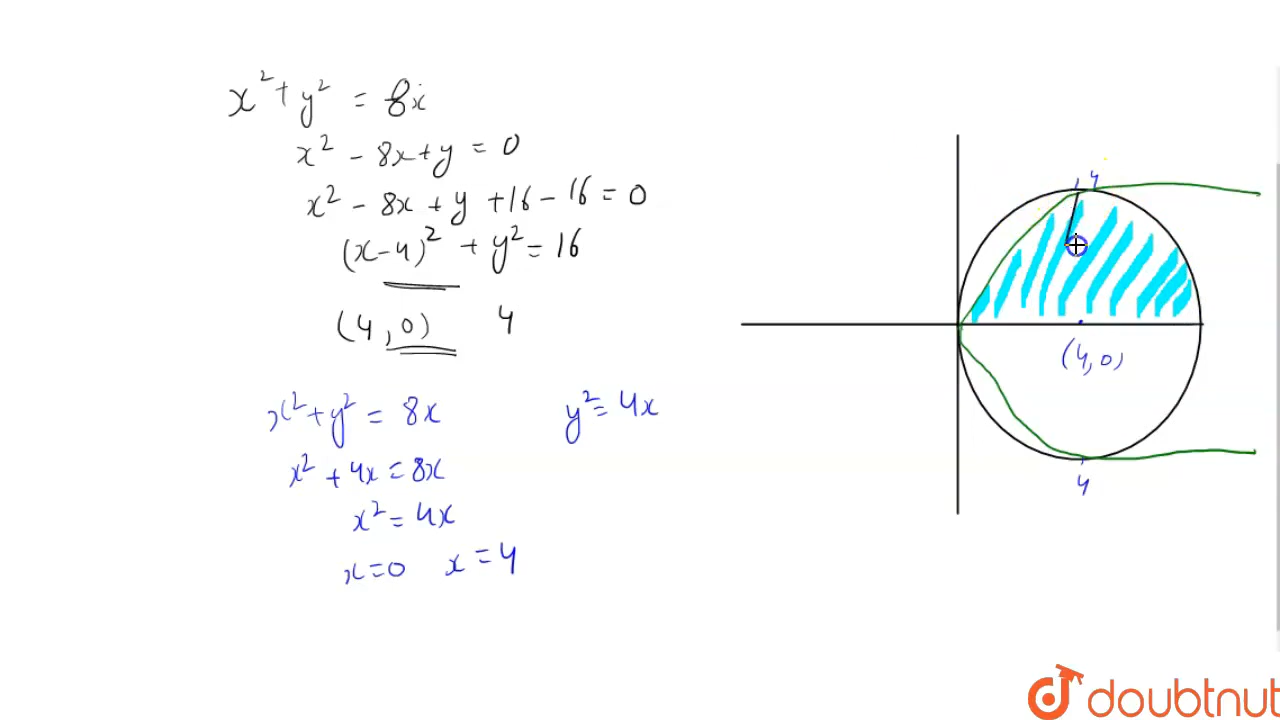 x² + y² = 8x
x² - 8x + y = 0
x² - 8x + y + 16 - 16 = 0
(x-4)² + y² = 16
(4,0) 4
x² + y² = 8x y² = 4x
x² + 4x = 8x
x² = 4x
x=0 x=4
4
(4,0)
4
doubtnut